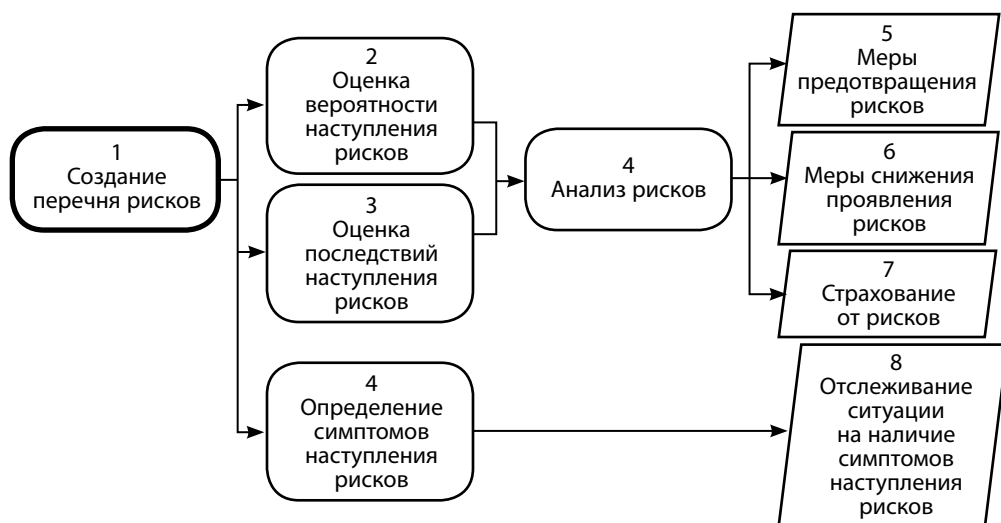 1
Создание
перечня рисков
2
Оценка
вероятности
наступления
рисков
3
Оценка
последствий
наступления
рисков
4
Определение
симптомов
наступления
рисков
4
Анализ рисков
5
Меры
предотвращения
рисков
6
Меры снижения
проявления
рисков
7
Страхование
от рисков
8
Отслеживание
ситуации
на наличие
симптомов
наступления
рисков